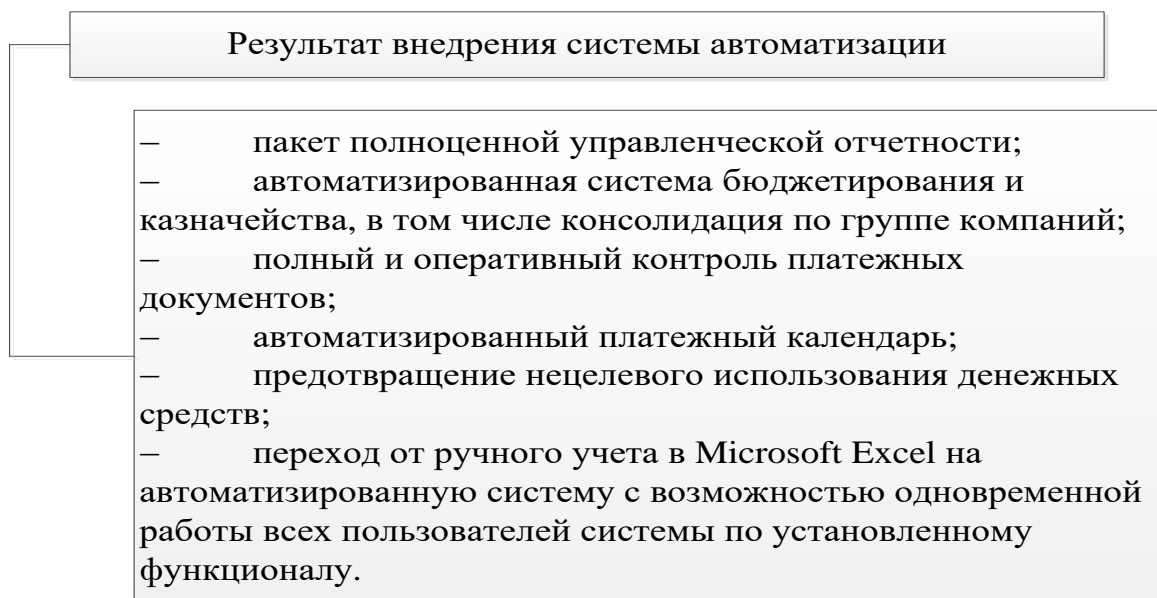 Результат внедрения системы автоматизации
– пакет полноценной управленческой отчетности;
– автоматизированная система бюджетирования и
казначейства, в том числе консолидация по группе компаний;
– полный и оперативный контроль платежных
документов;
– автоматизированный платежный календарь;
– предотвращение нецелевого использования денежных
средств;
– переход от ручного учета в Microsoft Excel на
автоматизированную систему с возможностью одновременной
работы всех пользователей системы по установленному
функционалу.